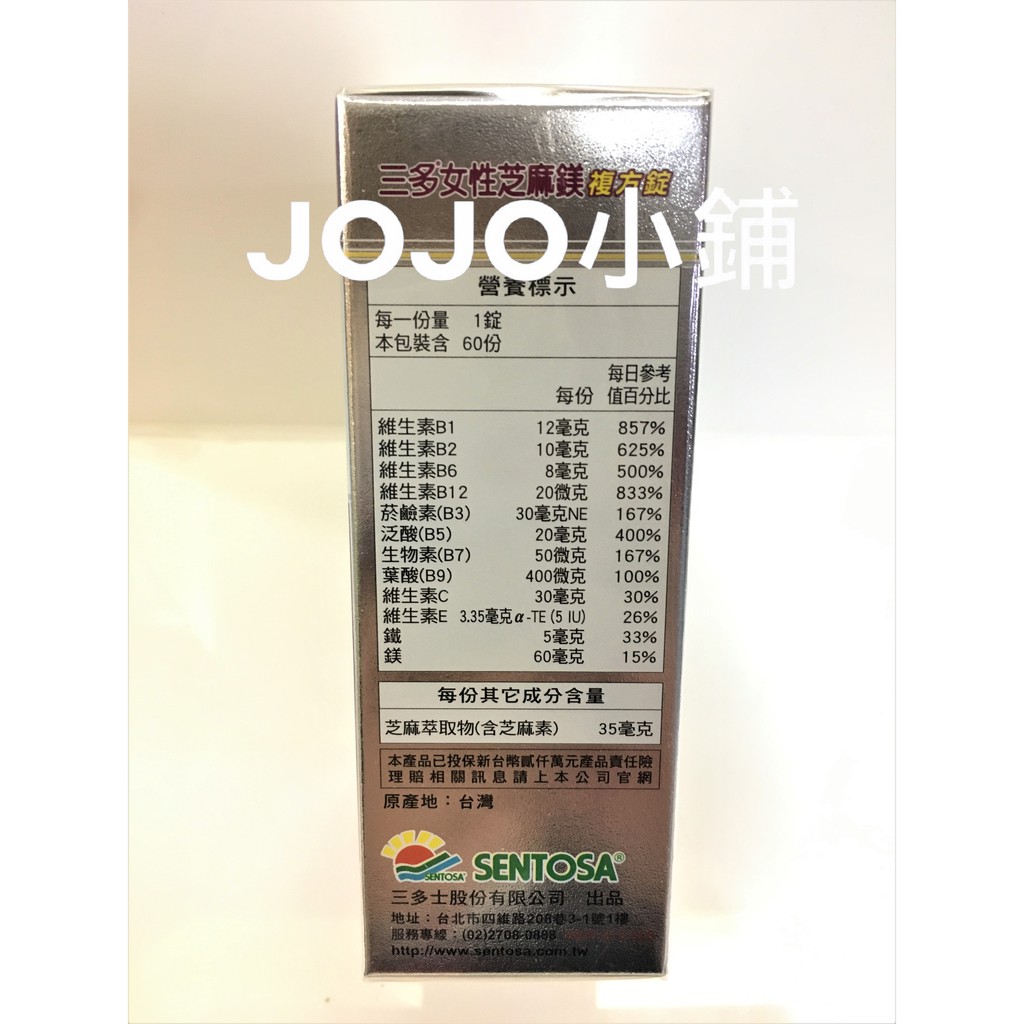 三多®女性芝麻鎂複方錠
JOJO小鋪
營養標示
每一份量 1錠
本包裝含 60份
每日參考
每份 值百分比
維生素B1 12毫克 857%
維生素B2 10毫克 625%
維生素B6 8毫克 500%
維生素B12 20微克 833%
菸鹼素(B3) 30毫克NE 167%
泛酸(B5) 20毫克 400%
生物素(B7) 50微克 167%
葉酸(B9) 400微克 100%
維生素C 30毫克 30%
維生素E 3.35毫克α-TE (5 IU) 26%
鐵 5毫克 33%
鎂 60毫克 15%
每份其它成分含量
芝麻萃取物(含芝麻素) 35毫克
本產品已投保新台幣貳仟萬元產品責任險
理賠相關訊息請上本公司官網
原產地：台灣
SENTOSA SENTOSA®
三多士股份有限公司 出品
地址：台北市四維路208巷3-1號1樓
服務專線：(02)2708-0888
http://www.sentosa.com.tw